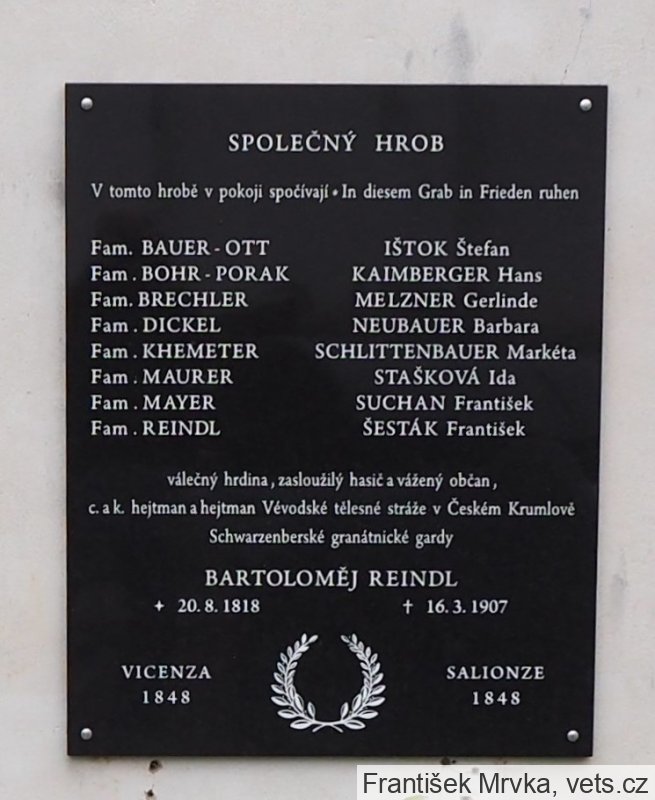 SPOLEČNÝ HROB
V tomto hrobě v pokoji spočívají • In diesem Grab in Frieden ruhen
Fam. BAUER - OTT
Fam. BOHR - PORAK
Fam. BRECHLER
Fam. DICKEL
Fam. KHEMETER
Fam. MAURER
Fam. MAYER
Fam. REINDL
IŠTOK Štefan
KAIMBERGER Hans
MELZNER Gerlinde
NEUBAUER Barbara
SCHLITTENBAUER Markéta
STAŠKOVÁ Ida
SUCHAN František
ŠESTÁK František
válečný hrdina, zasloužilý hasič a vážený občan,
c. a k. hejtman a hejtman Vévodské tělesné stráže v Českém Krumlově
Schwarzenberské granátnické gardy
BARTOLOMĚJ REINDL
✦ 20. 8. 1818 † 16. 3. 1907
VICENZA
1848
SALIONZE
1848
František Mrvka, vets.cz